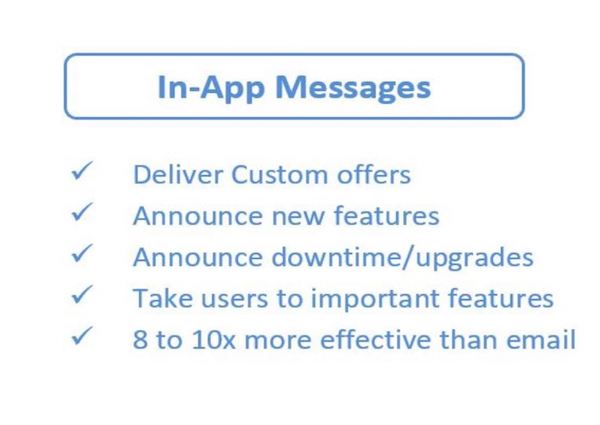 In-App Messages
✓ Deliver Custom offers
✓ Announce new features
✓ Announce downtime/upgrades
✓ Take users to important features
✓ 8 to 10x more effective than email